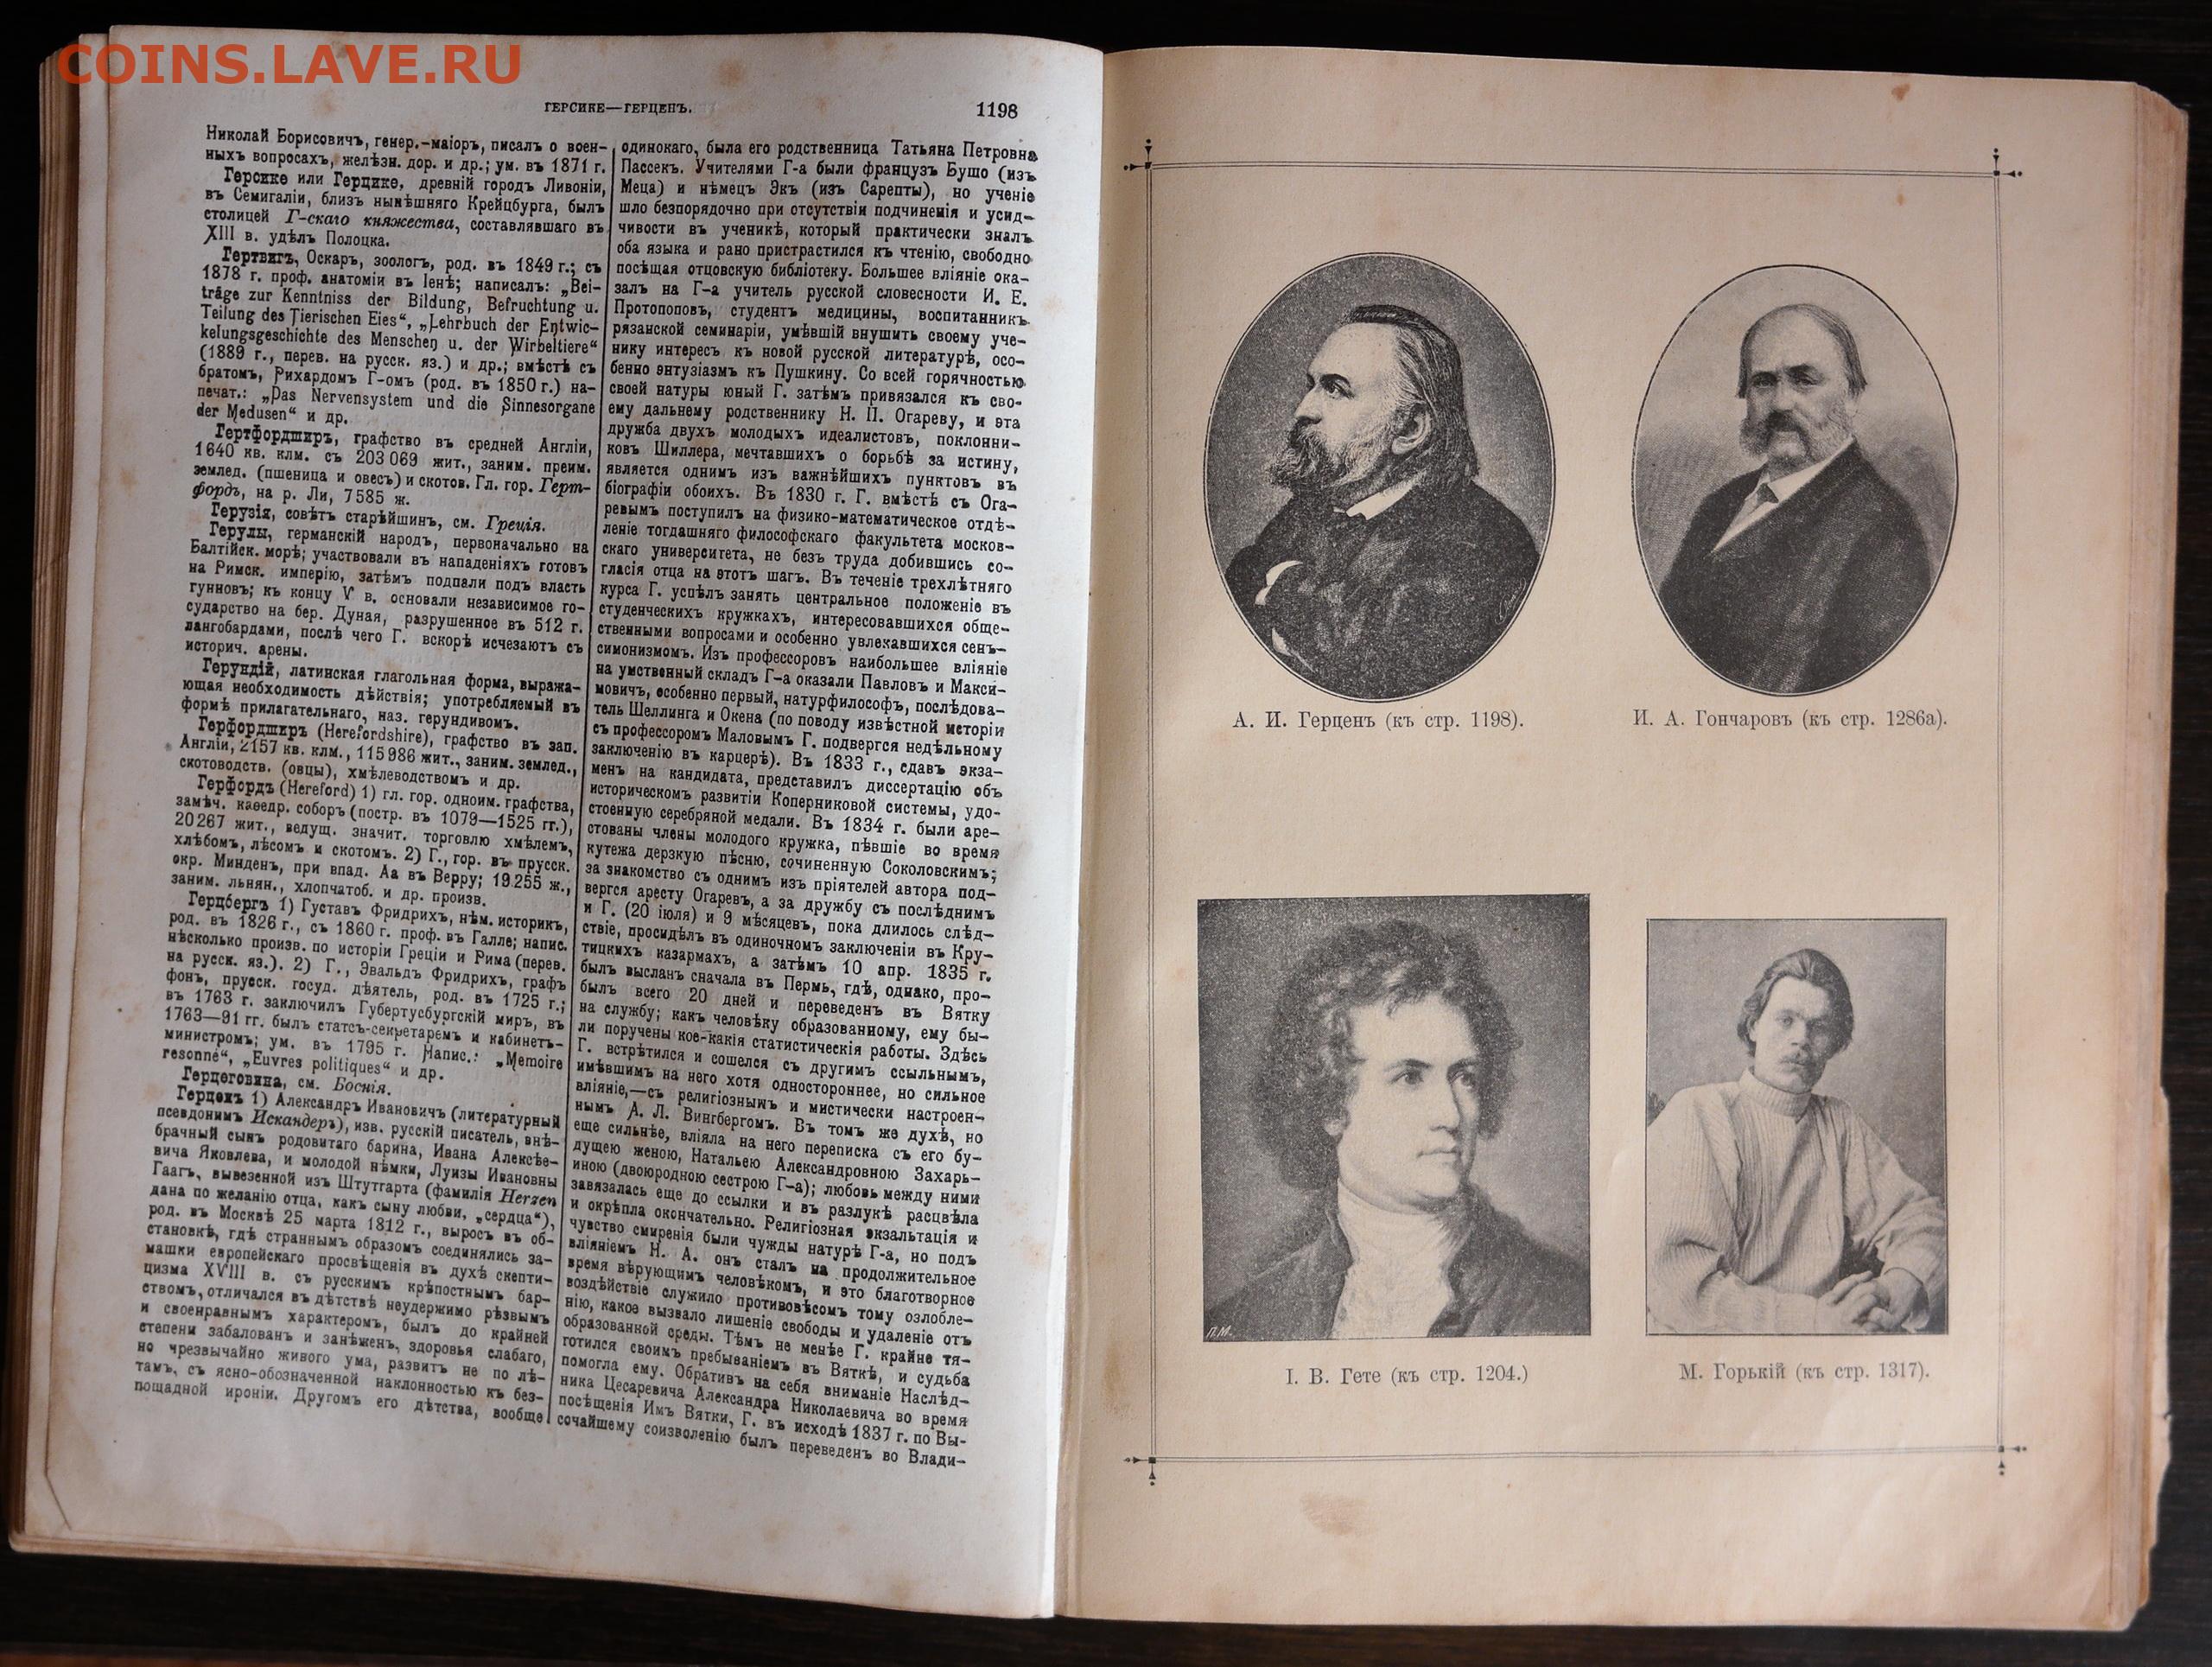 COINS.LAVE.RU
ГЕРСИКЕ—ГЕРЦЕНЪ.
1198
Николай Борисовичъ, генер.-маіоръ, писалъ о воен-
ныхъ вопросахъ, желѣзн. дор. и др.; ум. въ 1871 г.
Герсике или Герцике, древній городъ Ливоніи,
въ Семигаліи, близъ нынѣшняго Крейцбурга, былъ
столицей Г-скаго княжества, составлявшаго въ
XIII в. удѣлъ Полоцка.
Гертвигъ, Оскаръ, зоологъ, род. въ 1849 г.; съ
1878 г. проф. анатоміи въ Іенѣ; написалъ: „Bei-
träge zur Kenntniss der Bildung, Befruchtung u.
Teilung des Tierischen Eies“, „Lehrbuch der Entwic-
kelungsgeschichte des Menschen u. der Wirbeltiere“
(1889 г., перев. на русск. яз.) и др.; вмѣстѣ съ
братомъ, Рихардомъ Г-омъ (род. въ 1850 г.) на-
печат.: „Das Nervensystem und die Sinnesorgane
der Medusen“ и др.
Гертфордширъ, графство въ средней Англіи,
1640 кв. клм. съ 203 069 жит., заним. преим.
землед. (пшеница и овесъ) и скотов. Гл. гор. Герт-
фордъ, на р. Ли, 7 585 ж.
Герузія, совѣтъ старѣйшинъ, см. Греція.
Герулы, германскій народъ, первоначально на
Балтійск. морѣ; участвовали въ нападеніяхъ готовъ
на Римск. имперію, затѣмъ подпали подъ власть
гунновъ; къ концу V в. основали независимое го-
сударство на бер. Дуная, разрушенное въ 512 г.
лангобардами, послѣ чего Г. вскорѣ исчезаютъ съ
историч. арены.
Герундій, латинская глагольная форма, выража-
ющая необходимость дѣйствія; употребляемый въ
формѣ прилагательнаго, наз. герундивомъ.
Герфордширъ (Herefordshire), графство въ зап.
Англіи, 2157 кв. клм., 115 986 жит., заним. землед.,
скотоводств. (овцы), хмѣлеводствомъ и др.
Герфордъ (Hereford) 1) гл. гор. одноим. графства,
замѣч. каѳедр. соборъ (постр. въ 1079—1525 гг.),
20 267 жит., ведущ. значит. торговлю хмѣлемъ,
хлѣбомъ, лѣсомъ и скотомъ. 2) Г., гор. въ прусск.
окр. Минденъ, при впад. Аа въ Верру; 19.255 ж.,
заним. льнян., хлопчатоб. и др. произв.
Герцбергъ 1) Густавъ Фридрихъ, нѣм. историкъ,
род. въ 1826 г., съ 1860 г. проф. въ Галле; напис.
нѣсколько произв. по исторіи Греціи и Рима (перев.
на русск. яз.). 2) Г., Эвальдъ Фридрихъ, графъ
фонъ, прусск. госуд. дѣятель, род. въ 1725 г.;
въ 1763 г. заключилъ Губертусбургскій миръ, въ
1763—91 гг. былъ статсъ-секретаремъ и кабинетъ-
министромъ; ум. въ 1795 г. Напис.: „Memoire
resonné“, „Euvres politiques“ и др.
Герцеговина, см. Боснія.
Герценъ 1) Александръ Ивановичъ (литературный
псевдонимъ Искандеръ), изв. русскій писатель, внѣ-
брачный сынъ родовитаго барина, Ивана Алексѣе-
вича Яковлева, и молодой нѣмки, Луизы Ивановны
Гаагъ, вывезенной изъ Штутгарта (фамилія Herzen
дана по желанію отца, какъ сыну любви, „сердца“),
род. въ Москвѣ 25 марта 1812 г., выросъ въ об-
становкѣ, гдѣ страннымъ образомъ соединялись за-
машки европейскаго просвѣщенія въ духѣ скепти-
цизма XVIII в. съ русскимъ крѣпостнымъ бар-
ствомъ, отличался въ дѣтствѣ неудержимо рѣзвымъ
и своенравнымъ характеромъ, былъ до крайней
степени забалованъ и занѣженъ, здоровья слабаго,
но чрезвычайно живого ума, развитъ не по лѣ-
тамъ, съ ясно-обозначенной наклонностью къ без-
пощадной ироніи. Другомъ его дѣтства, вообще
одинокаго, была его родственница Татьяна Петровна
Пассекъ. Учителями Г-а были французъ Бушо (изъ
Меца) и нѣмецъ Экъ (изъ Сарепты), но ученіе
шло безпорядочно при отсутствіи подчиненія и усид-
чивости въ ученикѣ, который практически зналъ
оба языка и рано пристрастился къ чтенію, свободно
посѣщая отцовскую библіотеку. Большее вліяніе ока-
залъ на Г-а учитель русской словесности И. Е.
Протопоповъ, студентъ медицины, воспитанникъ
рязанской семинаріи, умѣвшій внушить своему уче-
нику интересъ къ новой русской литературѣ, осо-
бенно энтузіазмъ къ Пушкину. Со всей горячностью
своей натуры юный Г. затѣмъ привязался къ сво-
ему дальнему родственнику Н. П. Огареву, и эта
дружба двухъ молодыхъ идеалистовъ, поклонни-
ковъ Шиллера, мечтавшихъ о борьбѣ за истину,
является однимъ изъ важнѣйшихъ пунктовъ въ
біографіи обоихъ. Въ 1830 г. Г. вмѣстѣ съ Ога-
ревымъ поступилъ на физико-математическое отдѣ-
леніе тогдашняго философскаго факультета москов-
скаго университета, не безъ труда добившись со-
гласія отца на этотъ шагъ. Въ теченіе трехлѣтняго
курса Г. успѣлъ занять центральное положеніе въ
студенческихъ кружкахъ, интересовавшихся обще-
ственными вопросами и особенно увлекавшихся сенъ-
симонизмомъ. Изъ профессоровъ наибольшее вліяніе
на умственный складъ Г-а оказали Павловъ и Макси-
мовичъ, особенно первый, натурфилософъ, послѣдова-
тель Шеллинга и Окена (по поводу извѣстной исторіи
съ профессоромъ Маловымъ Г. подвергся недѣльному
заключенію въ карцерѣ). Въ 1833 г., сдавъ экза-
менъ на кандидата, представилъ диссертацію объ
историческомъ развитіи Коперниковой системы, удо-
стоенную серебряной медали. Въ 1834 г. были аре-
стованы члены молодого кружка, пѣвшіе во время
кутежа дерзкую пѣсню, сочиненную Соколовскимъ;
за знакомство съ однимъ изъ пріятелей автора под-
вергся аресту Огаревъ, а за дружбу съ послѣднимъ
и Г. (20 іюля) и 9 мѣсяцевъ, пока длилось слѣд-
ствіе, просидѣлъ въ одиночномъ заключеніи въ Кру-
тицкихъ казармахъ, а затѣмъ 10 апр. 1835 г.
былъ высланъ сначала въ Пермь, гдѣ, однако, про-
былъ всего 20 дней и переведенъ въ Вятку
на службу; какъ человѣку образованному, ему бы-
ли поручены кое-какія статистическія работы. Здѣсь
Г. встрѣтился и сошелся съ другимъ ссыльнымъ,
имѣвшимъ на него хотя одностороннее, но сильное
вліяніе,—съ религіознымъ и мистически настроен-
нымъ А. Л. Вингбергомъ. Въ томъ же духѣ, но
еще сильнѣе, вліяла на него переписка съ его бу-
дущею женою, Натальею Александровною Захарь-
иною (двоюродною сестрою Г-а); любовь между ними
завязалась еще до ссылки и въ разлукѣ расцвѣла
и окрѣпла окончательно. Религіозная экзальтація и
чувство смиренія были чужды натурѣ Г-а, но подъ
вліяніемъ Н. А. онъ сталъ на продолжительное
время вѣрующимъ человѣкомъ, и это благотворное
воздѣйствіе служило противовѣсомъ тому озлобле-
нію, какое вызвало лишеніе свободы и удаленіе отъ
образованной среды. Тѣмъ не менѣе Г. крайне тя-
готился своимъ пребываніемъ въ Вяткѣ, и судьба
помогла ему. Обративъ на себя вниманіе Наслѣд-
ника Цесаревича Александра Николаевича во время
посѣщенія Имъ Вятки, Г. въ исходѣ 1837 г. по Вы-
сочайшему соизволенію былъ переведенъ во Влади-
А. И. Герценъ (къ стр. 1198).
И. А. Гончаровъ (къ стр. 1286а).
П.М.
І. В. Гете (къ стр. 1204.)
М. Горькій (къ стр. 1317).